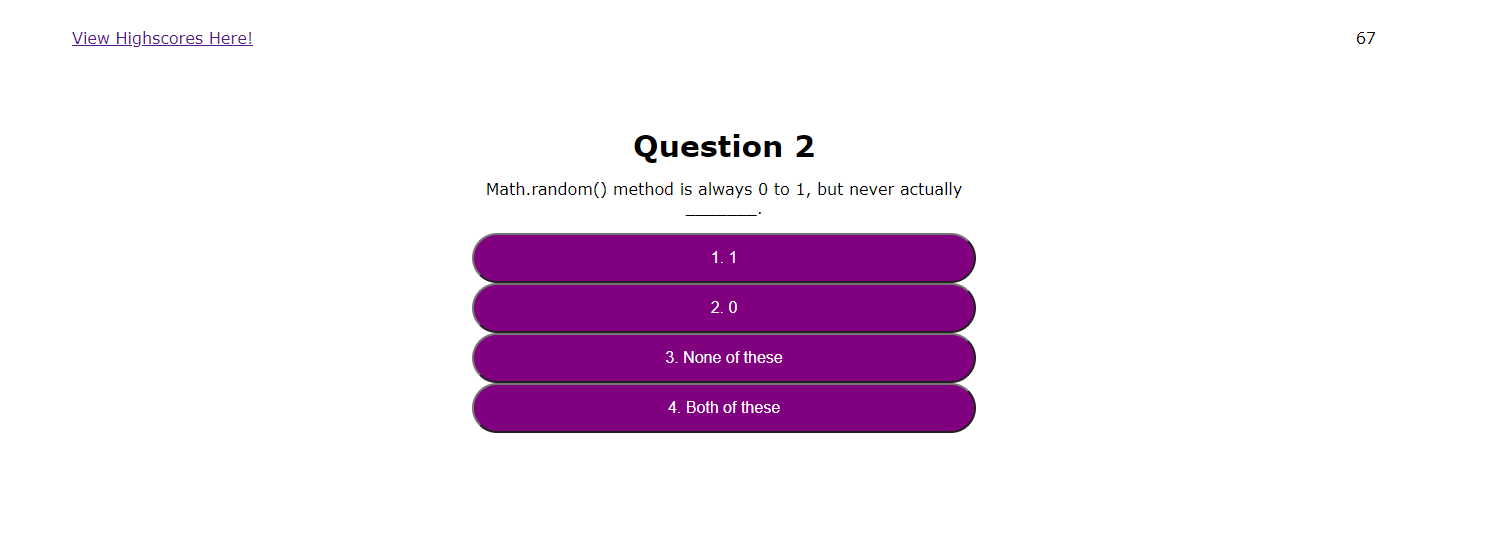 View Highscores Here!
67
Question 2
Math.random() method is always 0 to 1, but never actually
_______.
1. 1
2. 0
3. None of these
4. Both of these